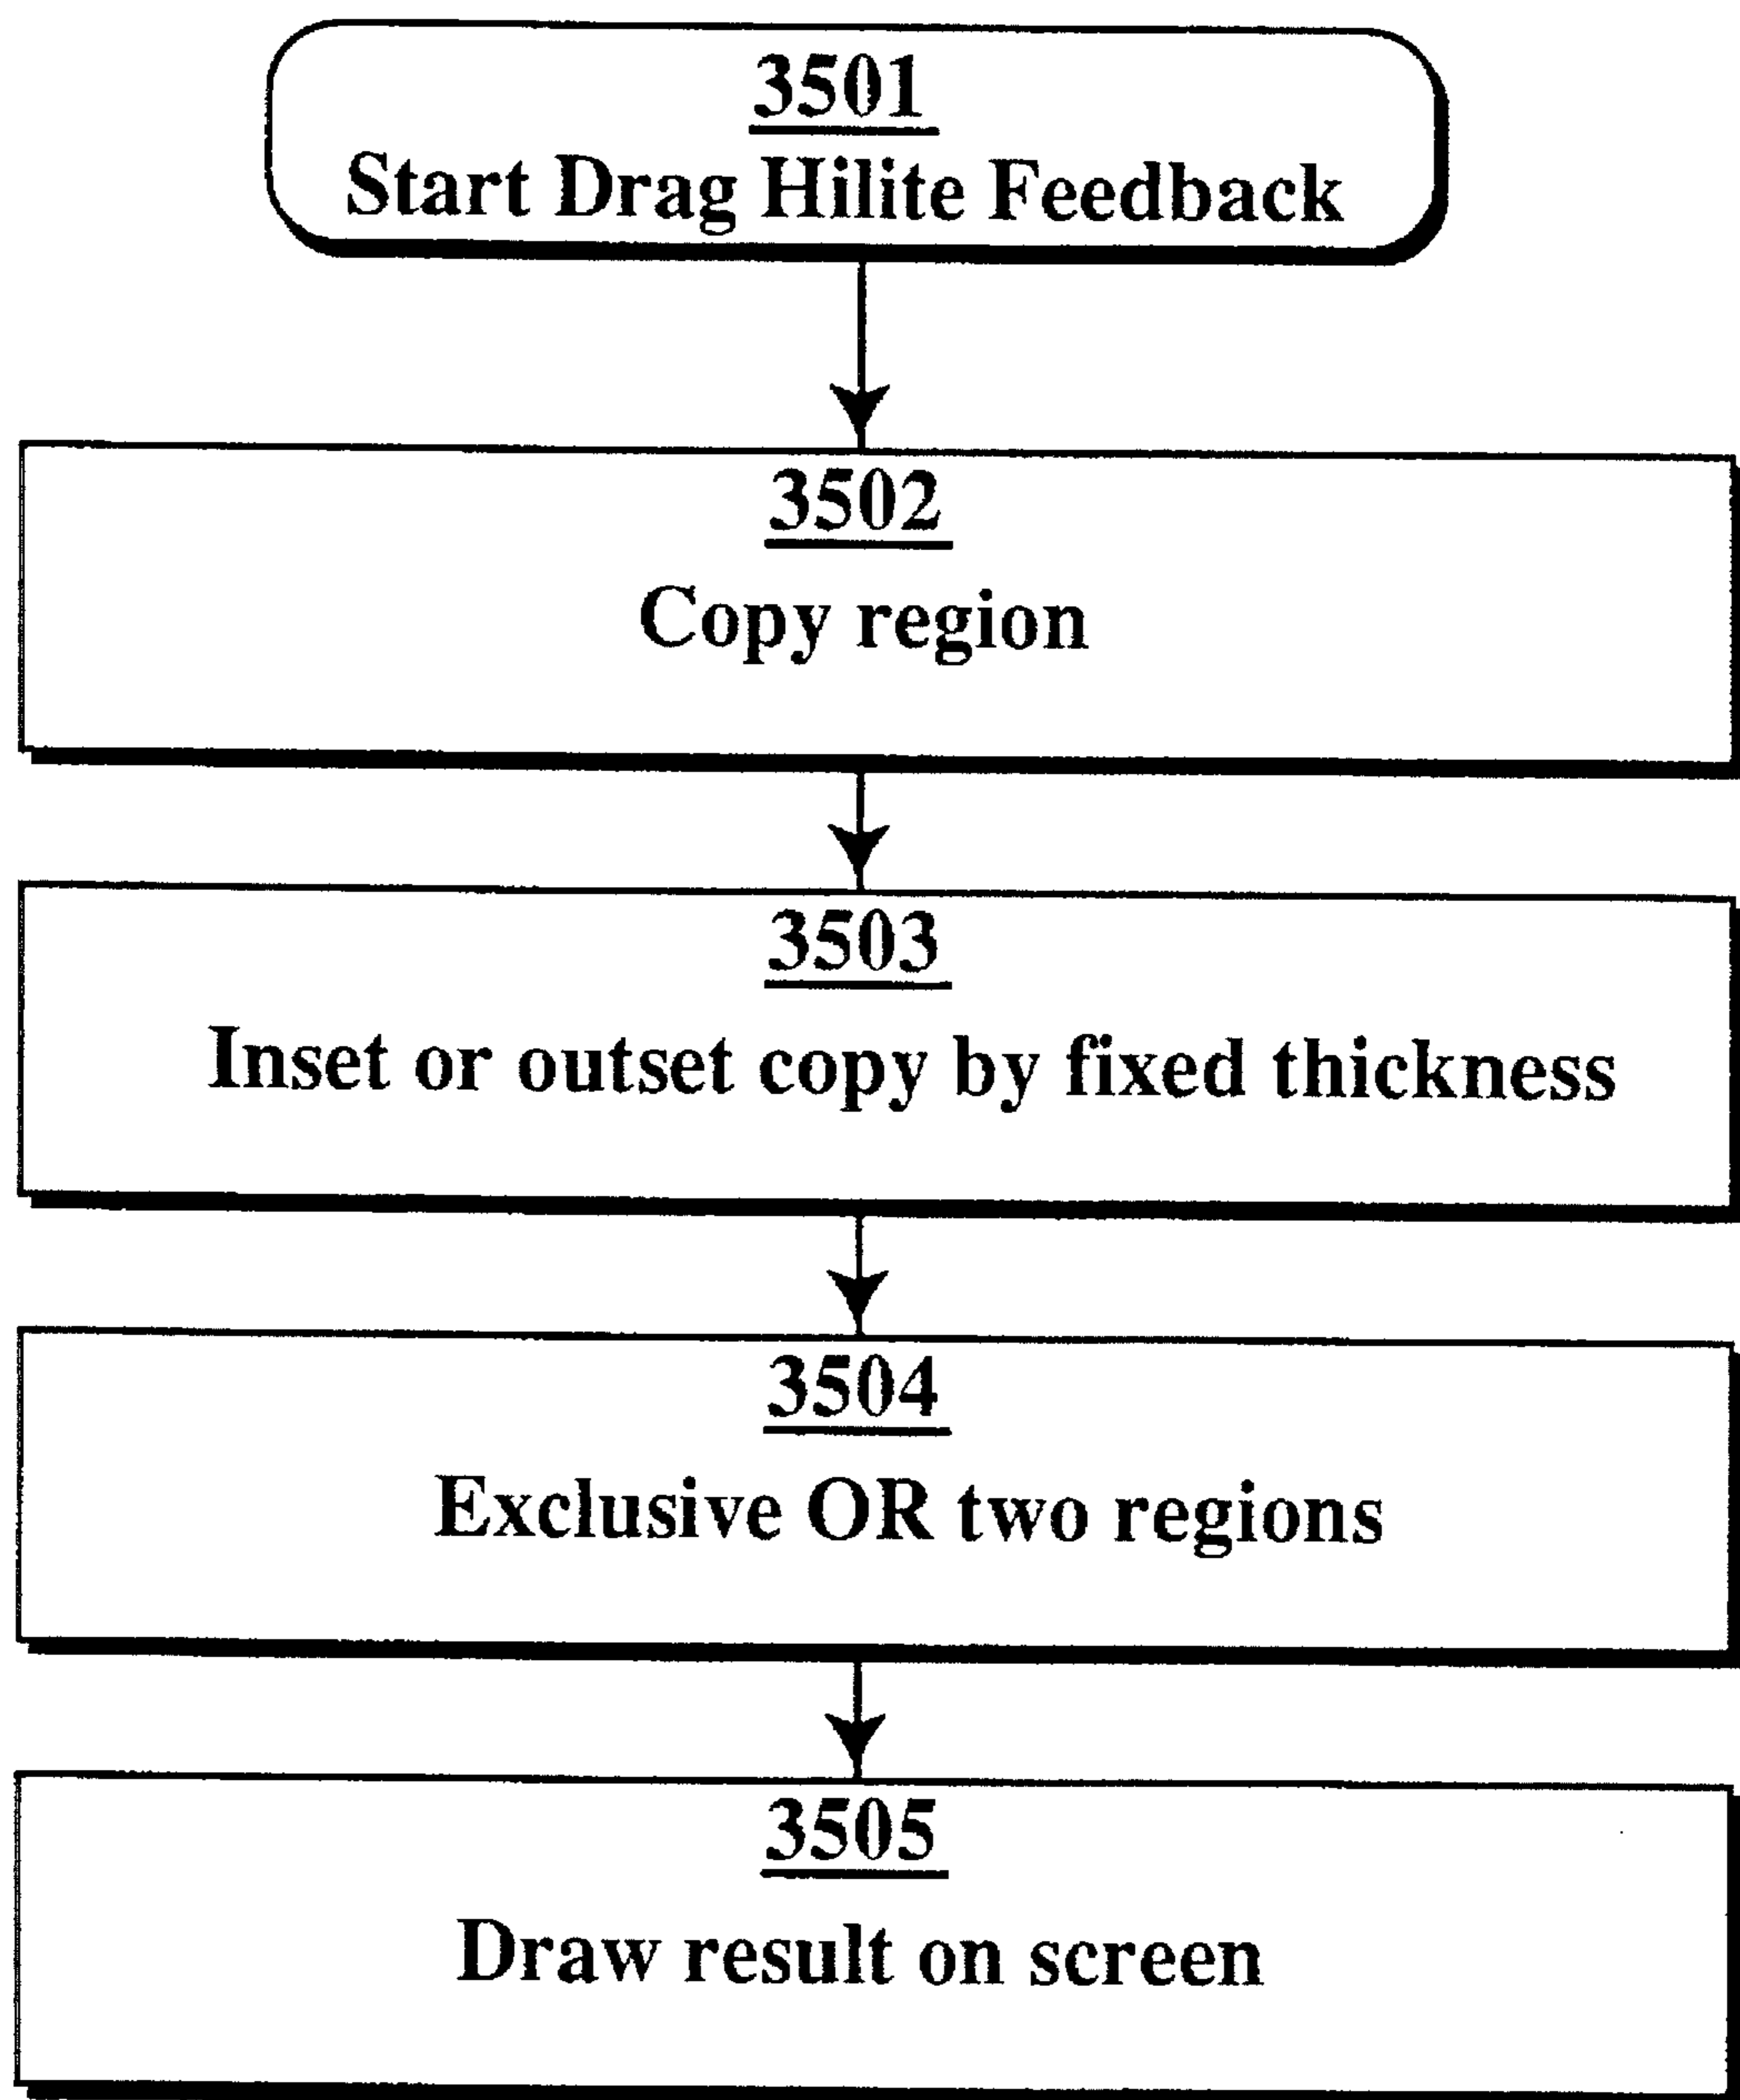 3501
Start Drag Hilite Feedback
3502
Copy region
3503
Inset or outset copy by fixed thickness
3504
Exclusive OR two regions
3505
Draw result on screen